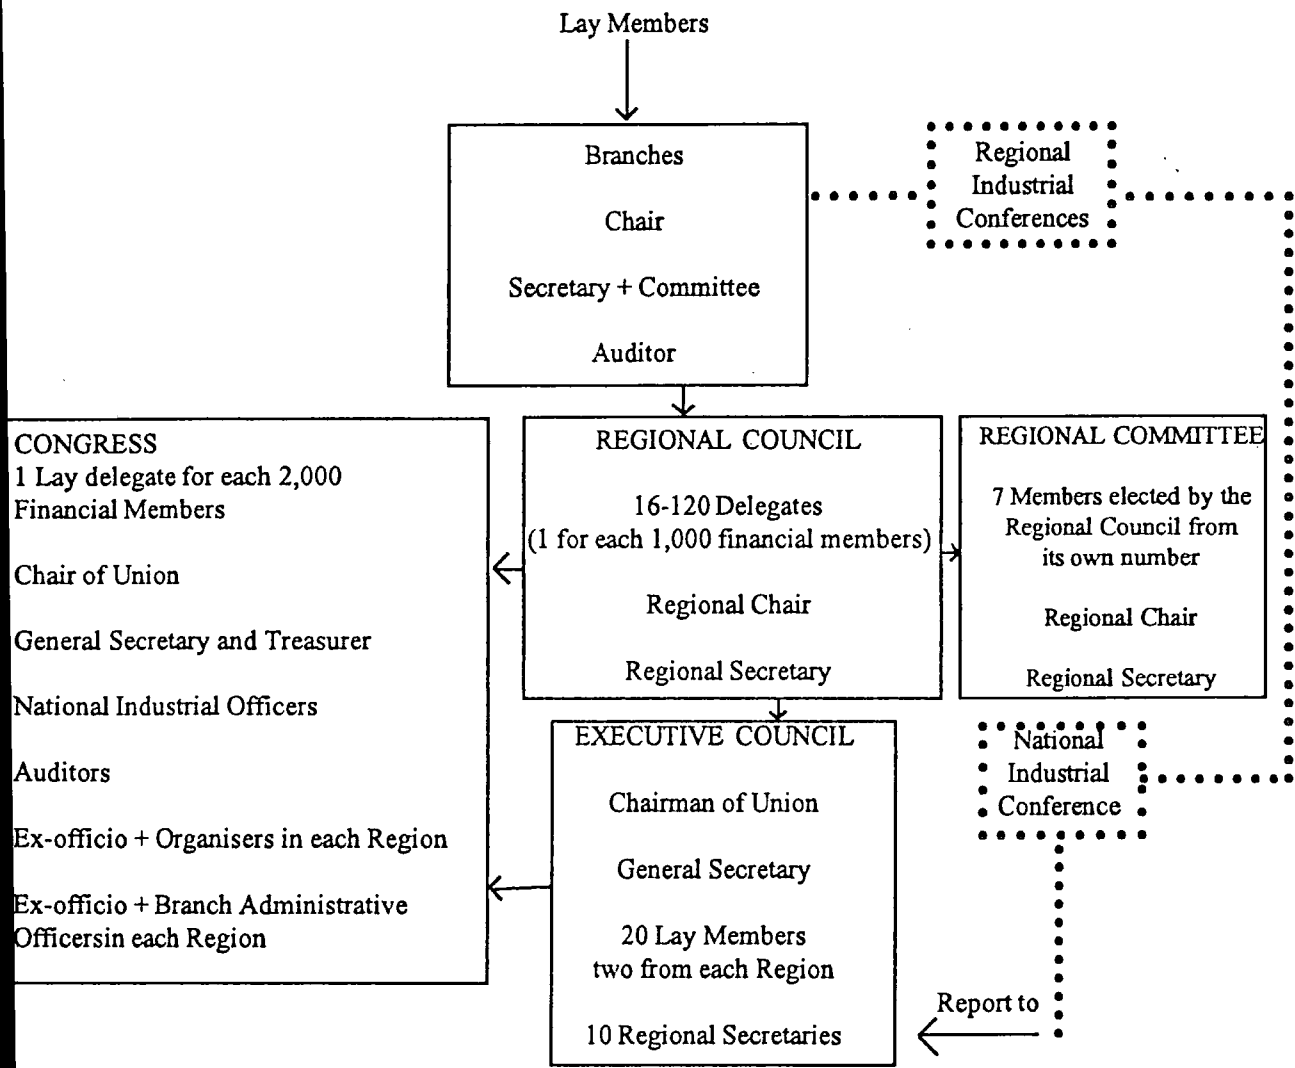 Lay Members
Branches
Chair
Secretary + Committee
Auditor
Regional
Industrial
Conferences
CONGRESS
1 Lay delegate for each 2,000
Financial Members
Chair of Union
General Secretary and Treasurer
National Industrial Officers
Auditors
Ex-officio + Organisers in each Region
Ex-officio + Branch Administrative
Officersin each Region
REGIONAL COUNCIL
16-120 Delegates
(1 for each 1,000 financial members)
Regional Chair
Regional Secretary
REGIONAL COMMITTEE
7 Members elected by the
Regional Council from
its own number
Regional Chair
Regional Secretary
EXECUTIVE COUNCIL
Chairman of Union
General Secretary
20 Lay Members
two from each Region
10 Regional Secretaries
National
Industrial
Conference
Report to